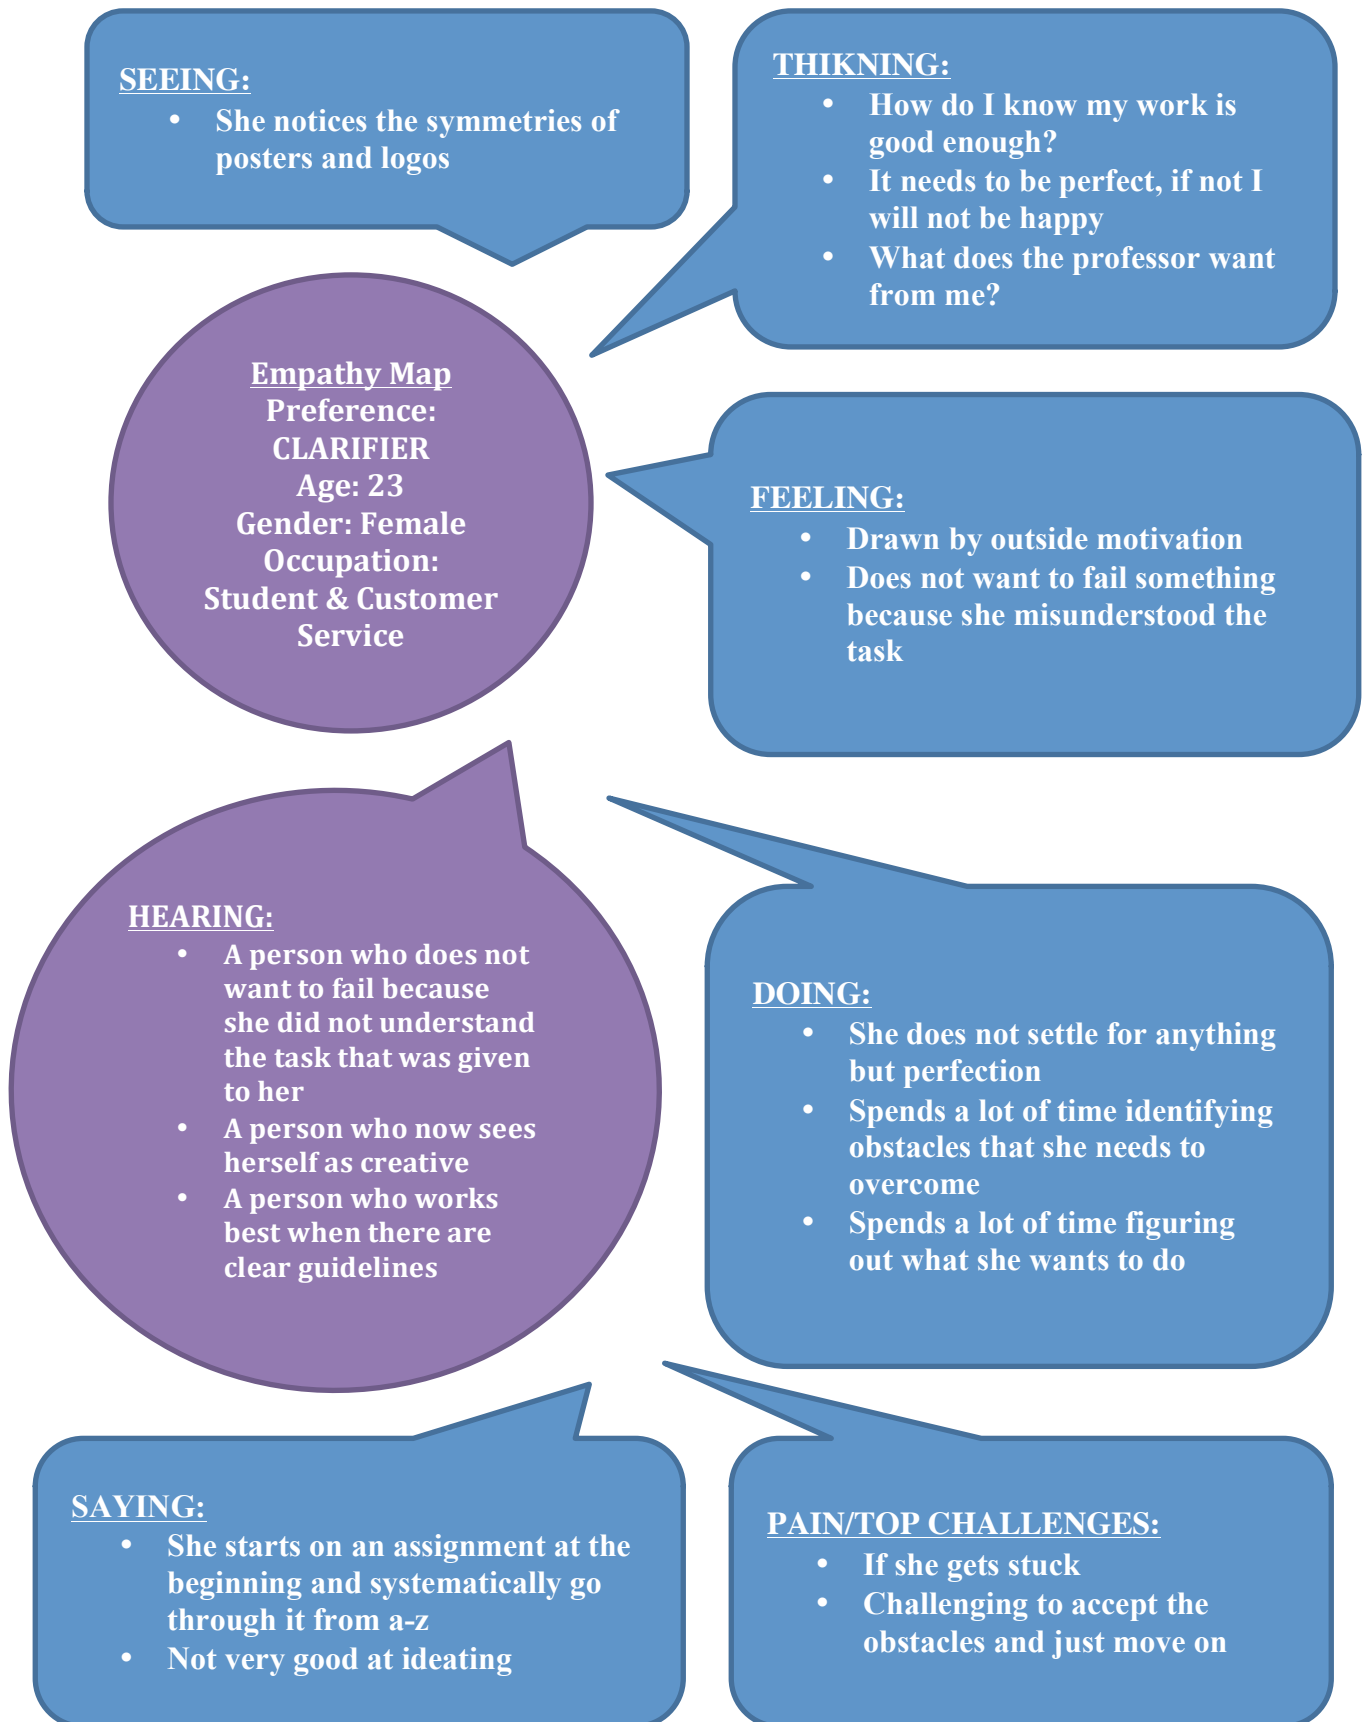 SEEING:
• She notices the symmetries of
posters and logos
THIKNING:
• How do I know my work is
good enough?
• It needs to be perfect, if not I
will not be happy
• What does the professor want
from me?
Empathy Map
Preference:
CLARIFIER
Age: 23
Gender: Female
Occupation:
Student & Customer
Service
FEELING:
• Drawn by outside motivation
• Does not want to fail something
because she misunderstood the
task
HEARING:
• A person who does not
want to fail because
she did not understand
the task that was given
to her
• A person who now sees
herself as creative
• A person who works
best when there are
clear guidelines
DOING:
• She does not settle for anything
but perfection
• Spends a lot of time identifying
obstacles that she needs to
overcome
• Spends a lot of time figuring
out what she wants to do
SAYING:
• She starts on an assignment at the
beginning and systematically go
through it from a-z
• Not very good at ideating
PAIN/TOP CHALLENGES:
• If she gets stuck
• Challenging to accept the
obstacles and just move on